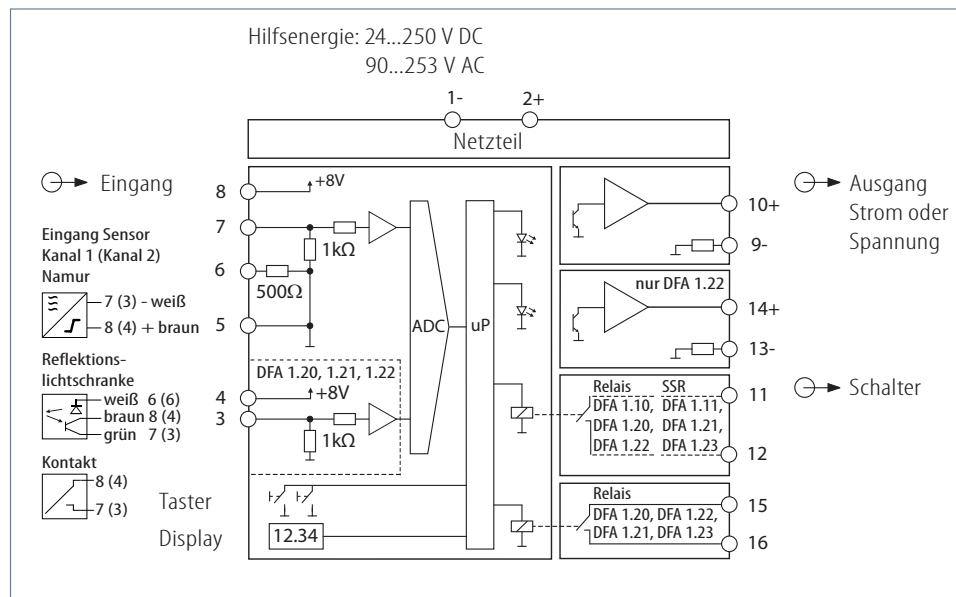 Hilfsenergie: 24...250 V DC
90...253 V AC
1-
2+
Netzteil
Eingang
8
+8V
7
1kΩ
6
500Ω
5
ADC
uP
Eingang Sensor
Kanal 1 (Kanal 2)
Namur
7 (3) - weiß
8 (4) + braun
Reflektions-
lichtschranke
weiß 6 (6)
braun 8 (4)
grün 7 (3)
Kontakt
8 (4)
7 (3)
DFA 1.20, 1.21, 1.22
4
+8V
3
1kΩ
Taster
Display
12.34
10+
9-
Ausgang
Strom oder
Spannung
nur DFA 1.22
14+
13-
Relais SSR
DFA 1.10, DFA 1.11,
DFA 1.20, DFA 1.21,
DFA 1.22 DFA 1.23
11
12
Schalter
Relais
DFA 1.20, DFA 1.22,
DFA 1.21, DFA 1.23
15
16